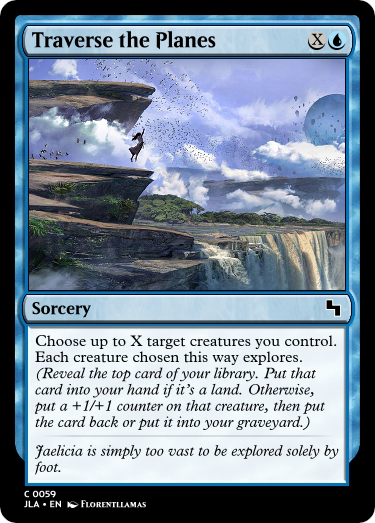 Traverse the Planes X
Sorcery
Choose up to X target creatures you control.
Each creature chosen this way explores.
(Reveal the top card of your library. Put that
card into your hand if it's a land. Otherwise,
put a +1/+1 counter on that creature, then put
the card back or put it into your graveyard.)
Jaelicia is simply too vast to be explored solely by
foot.
C 0059
JLA • EN Florentllamas